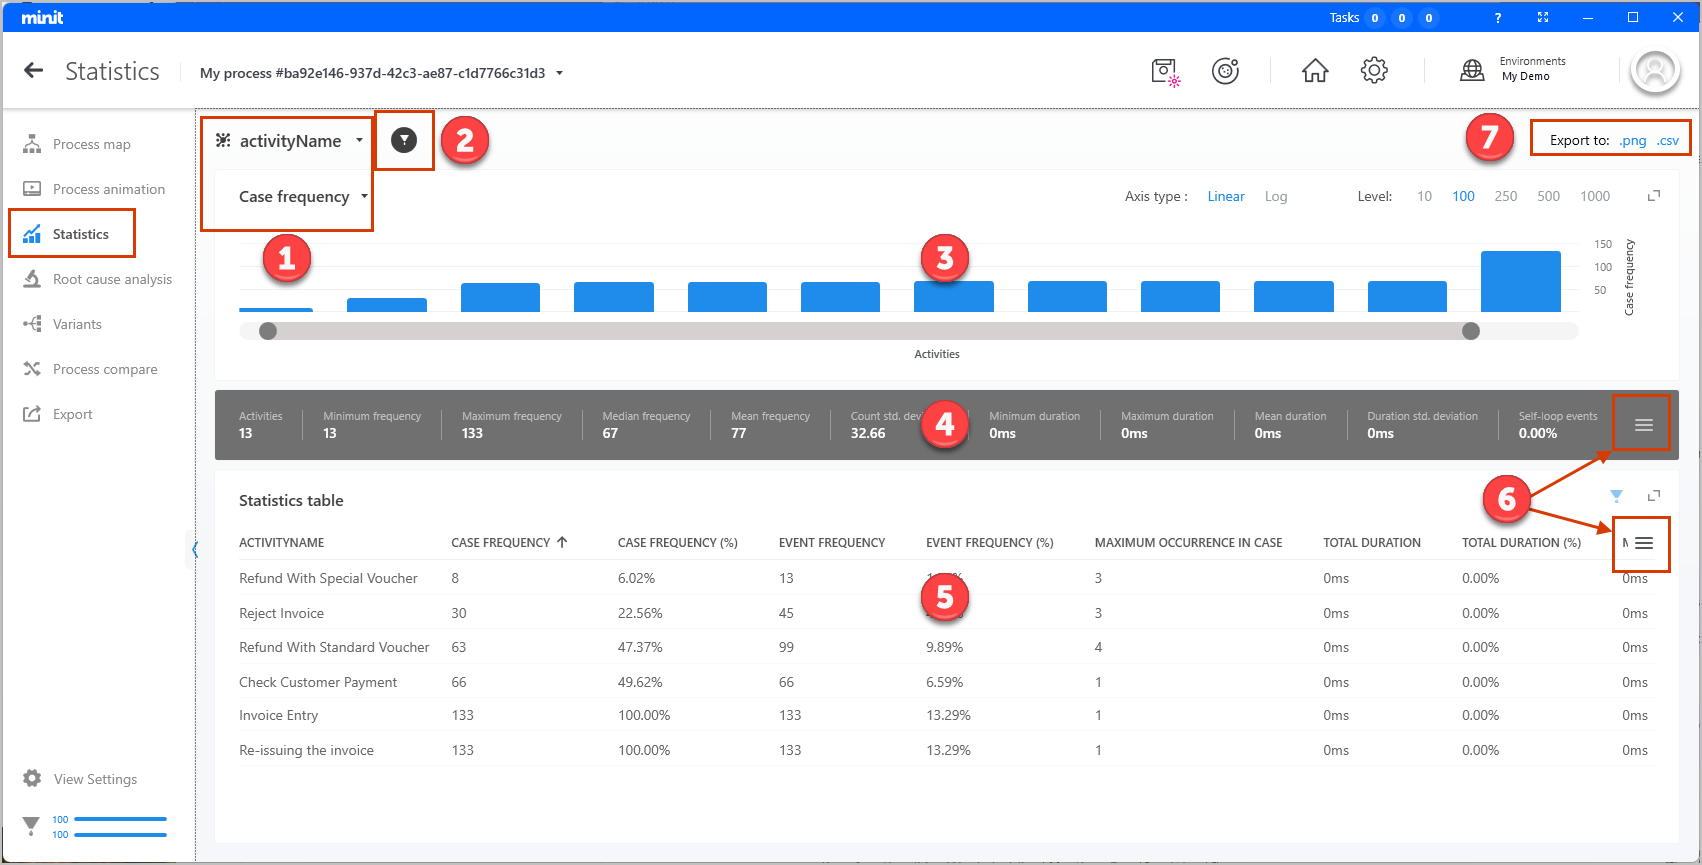 minit
Tasks 0 0 0 ?
Statistics My process #ba92e146-937d-42c3-ae87-c1d7766c31d3
Environments
My Demo
Process map
Process animation
Statistics
Root cause analysis
Variants
Process compare
Export
View Settings
100
100
activityName
2
7
Export to: .png .csv
Case frequency
Axis type : Linear Log Level: 10 100 250 500 1000
1
3
150
100
50
Case frequency
Activities
Activities Minimum frequency Maximum frequency Median frequency Mean frequency Count std. Minimum duration Maximum duration Mean duration Duration std. deviation Self-loop events
13 13 133 67 77 32.66 0ms 0ms 0ms 0ms 0.00%
4
Statistics table
6
ACTIVITYNAME CASE FREQUENCY CASE FREQUENCY (%) EVENT FREQUENCY EVENT FREQUENCY (%) MAXIMUM OCCURRENCE IN CASE TOTAL DURATION TOTAL DURATION (%)
Refund With Special Voucher 8 6.02% 13 3 0ms 0.00% 0ms
5
Reject Invoice 30 22.56% 45 3 0ms 0.00% 0ms
Refund With Standard Voucher 63 47.37% 99 9.89% 4 0ms 0.00% 0ms
Check Customer Payment 66 49.62% 66 6.59% 1 0ms 0.00% 0ms
Invoice Entry 133 100.00% 133 13.29% 1 0ms 0.00% 0ms
Re-issuing the invoice 133 100.00% 133 13.29% 1 0ms 0.00% 0ms